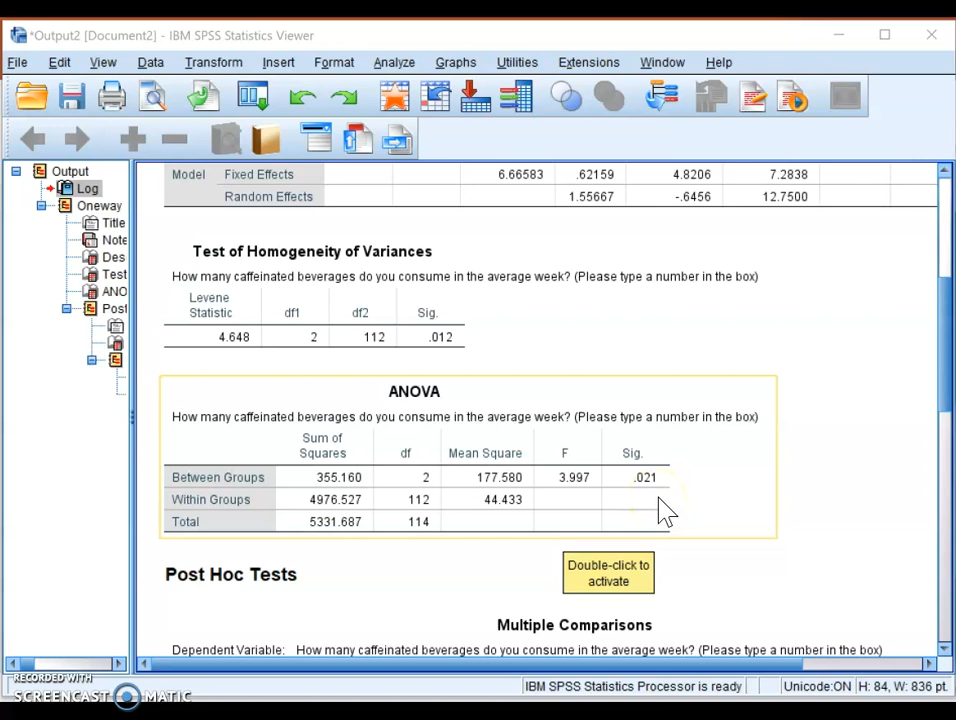 *Output2 [Document2] - IBM SPSS Statistics Viewer
File Edit View Data Transform Insert Format Analyze Graphs Utilities Extensions Window Help
Output
Log
Oneway
Title
Note
Des
Test
ANO
Post
Model Fixed Effects 6.66583 .62159 4.8206 7.2838
Random Effects 1.55667 -.6456 12.7500
Test of Homogeneity of Variances
How many caffeinated beverages do you consume in the average week? (Please type a number in the box)
Levene
Statistic df1 df2 Sig.
4.648 2 112 .012
ANOVA
How many caffeinated beverages do you consume in the average week? (Please type a number in the box)
Sum of
Squares df Mean Square F Sig.
Between Groups 355.160 2 177.580 3.997 .021
Within Groups 4976.527 112 44.433
Total 5331.687 114
Double-click to
activate
Post Hoc Tests
Multiple Comparisons
Dependent Variable: How many caffeinated beverages do you consume in the average week? (Please type a number in the box)
RECORDED WITH
SCREENCAST MATIC
IBM SPSS Statistics Processor is ready Unicode:ON H: 84, W: 836 pt.